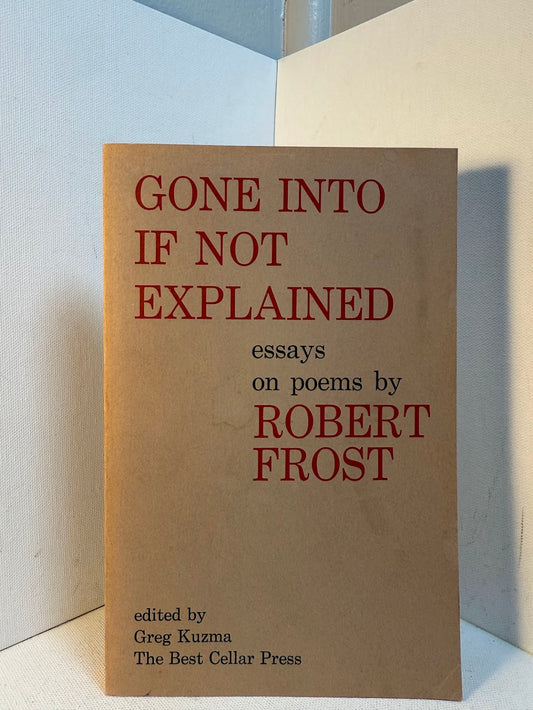 GONE INTO
IF NOT
EXPLAINED
essays
on poems by
ROBERT
FROST
edited by
Greg Kuzma
The Best Cellar Press